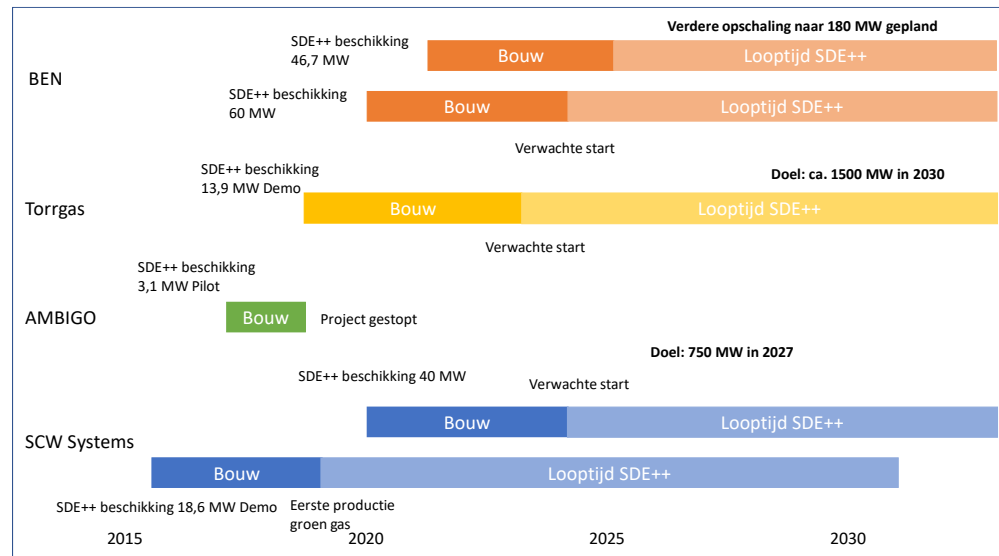 Verdere opschaling naar 180 MW gepland
SDE++ beschikking
46,7 MW
Bouw
Looptijd SDE++
BEN
SDE++ beschikking
60 MW
Bouw
Looptijd SDE++
Verwachte start
SDE++ beschikking
13,9 MW Demo
Doel: ca. 1500 MW in 2030
Torrgas
Bouw
Looptijd SDE++
Verwachte start
SDE++ beschikking
3,1 MW Pilot
AMBIGO
Bouw
Project gestopt
Doel: 750 MW in 2027
SDE++ beschikking 40 MW
Verwachte start
Bouw
Looptijd SDE++
SCW Systems
Bouw
Looptijd SDE++
SDE++ beschikking 18,6 MW Demo
Eerste productie
groen gas
2015
2020
2025
2030